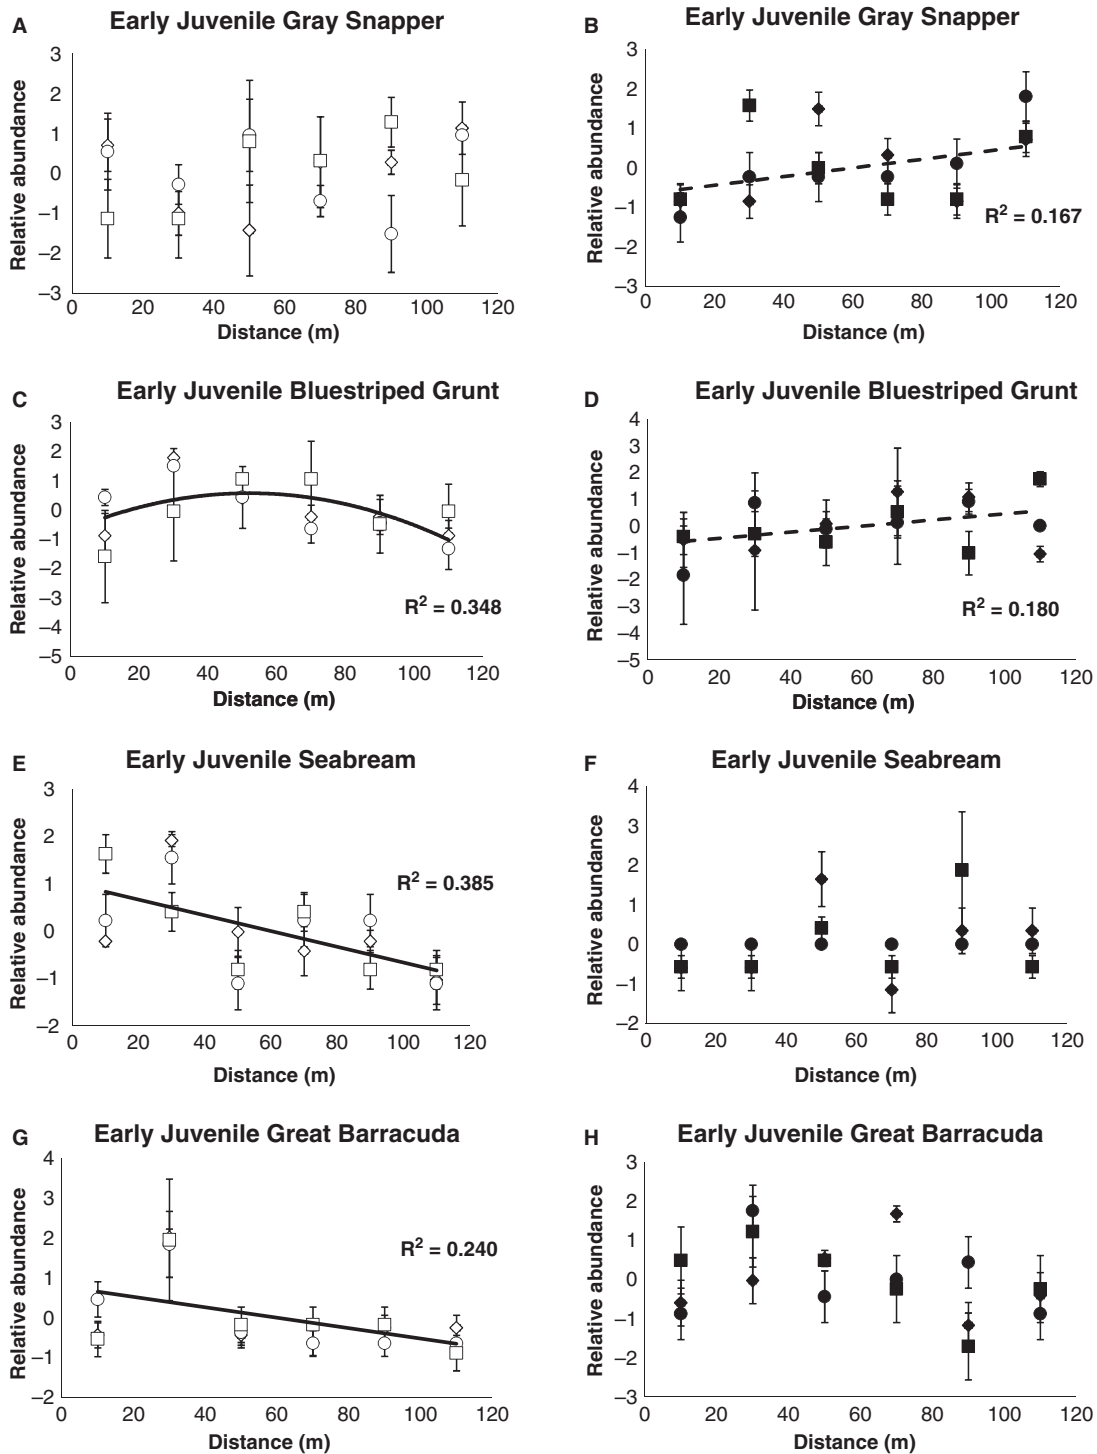 A Early Juvenile Gray Snapper
Relative abundance
3
2
1
0
–1
–2
–3
0 20 40 60 80 100 120
Distance (m)
B Early Juvenile Gray Snapper
Relative abundance
3
2
1
0
–1
–2
–3
R² = 0.167
0 20 40 60 80 100 120
Distance (m)
C Early Juvenile Bluestriped Grunt
Relative abundance
3
2
1
0
–1
–2
–3
–4
–5
R² = 0.348
0 20 40 60 80 100 120
Distance (m)
D Early Juvenile Bluestriped Grunt
Relative abundance
4
3
2
1
0
–1
–2
–3
–4
–5
R² = 0.180
0 20 40 60 80 100 120
Distance (m)
E Early Juvenile Seabream
Relative abundance
3
2
1
0
–1
–2
R² = 0.385
0 20 40 60 80 100 120
Distance (m)
F Early Juvenile Seabream
Relative abundance
4
3
2
1
0
–1
–2
0 20 40 60 80 100 120
Distance (m)
G Early Juvenile Great Barracuda
Relative abundance
4
3
2
1
0
–1
–2
R² = 0.240
0 20 40 60 80 100 120
Distance (m)
H Early Juvenile Great Barracuda
Relative abundance
3
2
1
0
–1
–2
–3
0 20 40 60 80 100 120
Distance (m)